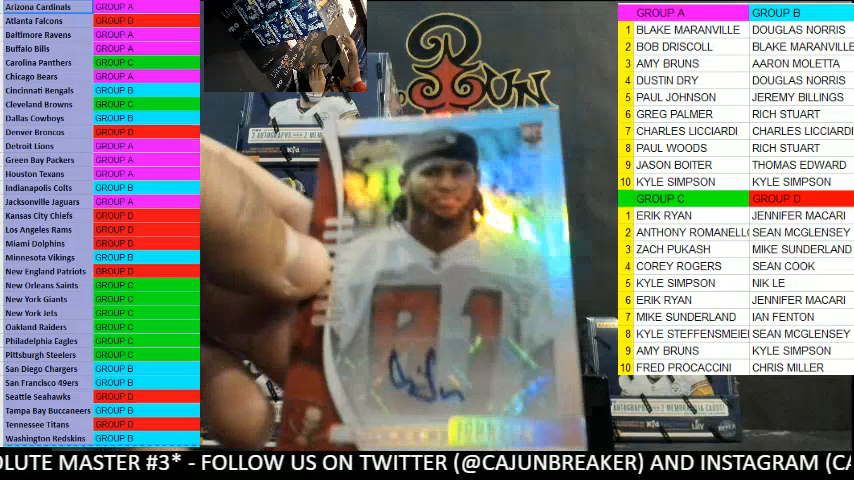 Arizona Cardinals GROUP A
Atlanta Falcons GROUP D
Baltimore Ravens GROUP A
Buffalo Bills GROUP A
Carolina Panthers GROUP C
Chicago Bears GROUP A
Cincinnati Bengals GROUP B
Cleveland Browns GROUP C
Dallas Cowboys GROUP B
Denver Broncos GROUP D
Detroit Lions GROUP A
Green Bay Packers GROUP A
Houston Texans GROUP A
Indianapolis Colts GROUP B
Jacksonville Jaguars GROUP A
Kansas City Chiefs GROUP D
Los Angeles Rams GROUP D
Miami Dolphins GROUP D
Minnesota Vikings GROUP B
New England Patriots GROUP D
New Orleans Saints GROUP C
New York Giants GROUP C
New York Jets GROUP C
Oakland Raiders GROUP C
Philadelphia Eagles GROUP C
Pittsburgh Steelers GROUP C
San Diego Chargers GROUP B
San Francisco 49ers GROUP B
Seattle Seahawks GROUP D
Tampa Bay Buccaneers GROUP B
Tennessee Titans GROUP D
Washington Redskins GROUP B
UN
81
GROUP A GROUP B
1 BLAKE MARANVILLE DOUGLAS NORRIS
2 BOB DRISCOLL BLAKE MARANVILLE
3 AMY BRUNS AARON MOLETTA
4 DUSTIN DRY DOUGLAS NORRIS
5 PAUL JOHNSON JEREMY BILLINGS
6 GREG PALMER RICH STUART
7 CHARLES LICCIARDI CHARLES LICCIARDI
8 PAUL WOODS RICH STUART
9 JASON BOITER THOMAS EDWARD
10 KYLE SIMPSON KYLE SIMPSON
GROUP C GROUP D
1 ERIK RYAN JENNIFER MACARI
2 ANTHONY ROMANELLO SEAN MCGLENSEY
3 ZACH PUKASH MIKE SUNDERLAND
4 COREY ROGERS SEAN COOK
5 KYLE SIMPSON NIK LE
6 ERIK RYAN JENNIFER MACARI
7 MIKE SUNDERLAND IAN FENTON
8 KYLE STEFFENSMEIE SEAN MCGLENSEY
9 AMY BRUNS KYLE SIMPSON
10 FRED PROCACCINI CHRIS MILLER
OLUTE MASTER #3* - FOLLOW US ON TWITTER (@CAJUNBREAKER) AND INSTAGRAM (CA